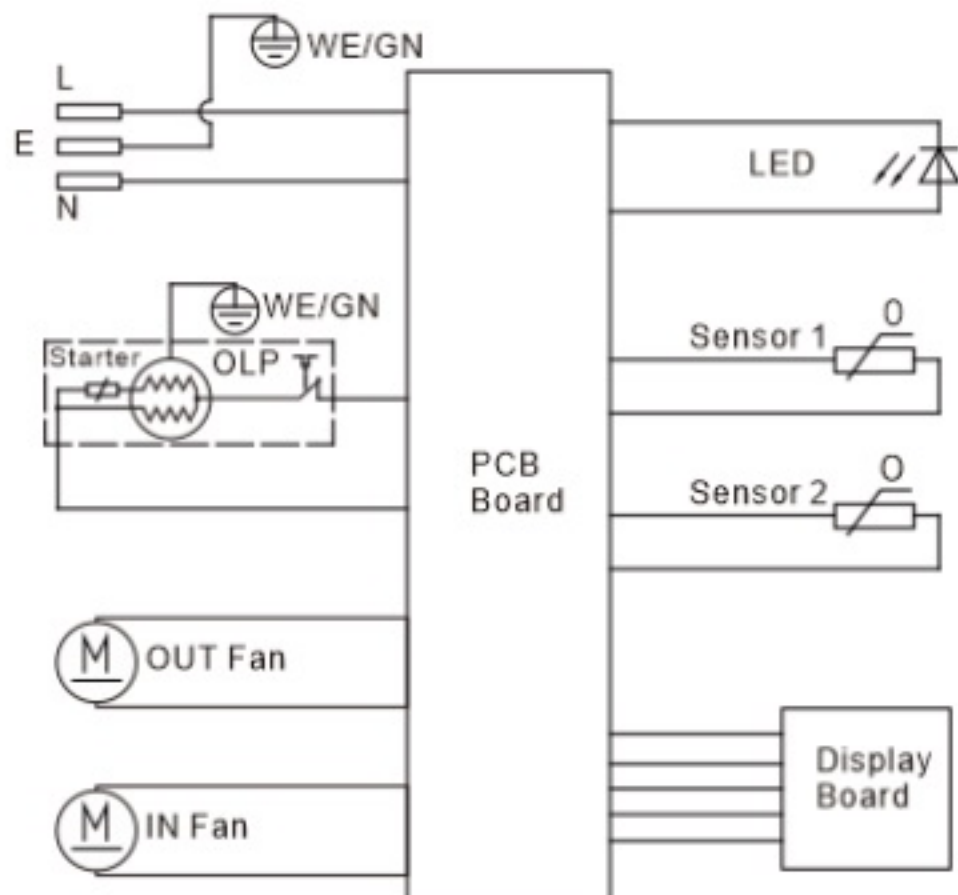 WE/GN
L
E
N
LED
WE/GN
Starter
OLP
Sensor 1
O
PCB
Board
Sensor 2
O
M
OUT Fan
M
IN Fan
Display
Board